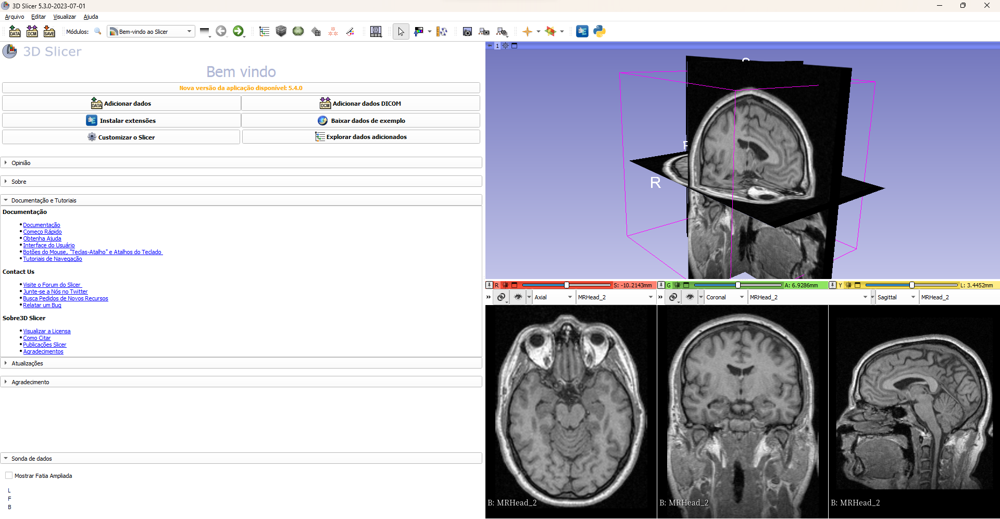 3D Slicer 5.3.0-2023-07-01
Arquivo Editar Visualizar Ajuda
DATA DCM SAVE Módulos: Bem-vindo ao Slicer
3D Slicer
Bem vindo
Nova versão da aplicação disponível: 5.4.0
DATA Adicionar dados
DCM Adicionar dados DICOM
Instalar extensões
Baixar dados de exemplo
Customizar o Slicer
Explorar dados adicionados
Opinião
Sobre
Documentação e Tutoriais
Documentação
Documentação
Começo Rápido
Obtenha Ajuda
Interface do Usuário
Botões do Mouse, "Teclas-Atalho" e Atalhos do Teclado
Tutoriais de Navegação
Contact Us
Visite o Forum do Slicer
Junte-se a Nós no Twitter
Busca Pedidos de Novos Recursos
Relatar um Bug
Sobre3D Slicer
Visualizar a Licensa
Como Citar
Publicações Slicer
Agradecimentos
Atualizações
Agradecimento
Sonda de dados
Mostrar Fatia Ampliada
L
F
B
1
R
R S: -10.2143mm
Axial MRHead_2
B: MRHead_2
G A: 6.9286mm
Coronal MRHead_2
B: MRHead_2
Y L: 3.4452mm
Sagittal MRHead_2
B: MRHead_2